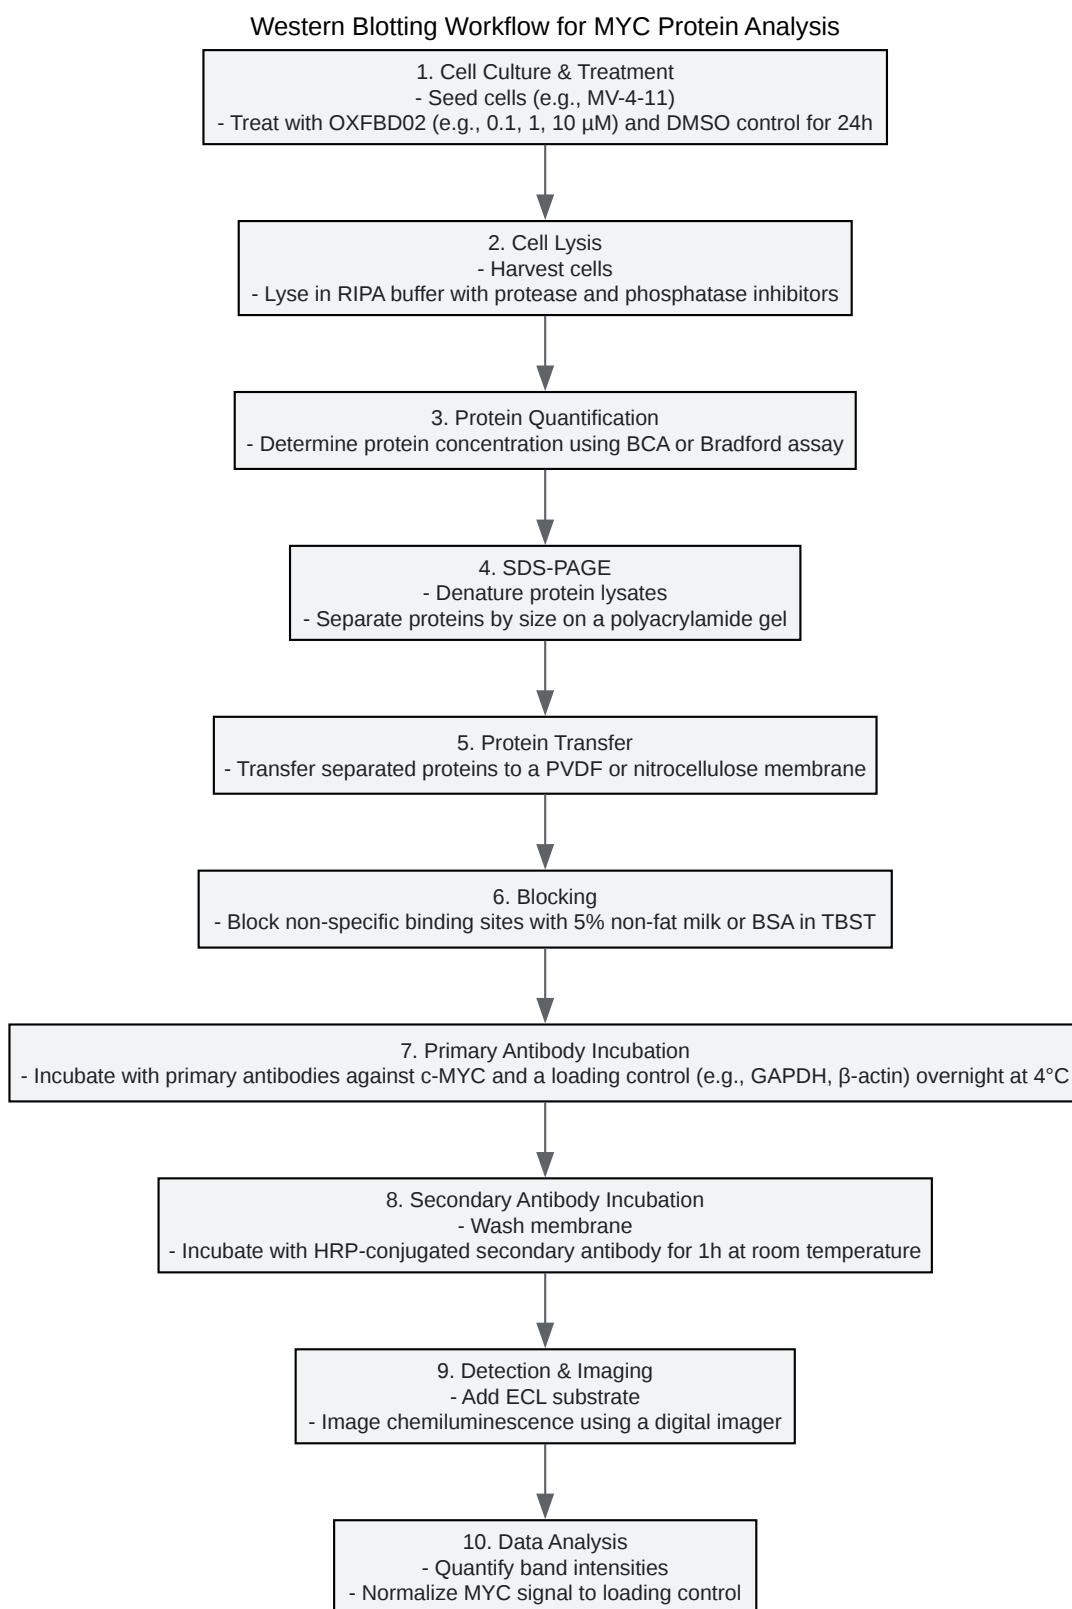 Western Blotting Workflow for MYC Protein Analysis
1. Cell Culture & Treatment
- Seed cells (e.g., MV-4-11)
- Treat with OXFBD02 (e.g., 0.1, 1, 10 µM) and DMSO control for 24h
2. Cell Lysis
- Harvest cells
- Lyse in RIPA buffer with protease and phosphatase inhibitors
3. Protein Quantification
- Determine protein concentration using BCA or Bradford assay
4. SDS-PAGE
- Denature protein lysates
- Separate proteins by size on a polyacrylamide gel
5. Protein Transfer
- Transfer separated proteins to a PVDF or nitrocellulose membrane
6. Blocking
- Block non-specific binding sites with 5% non-fat milk or BSA in TBST
7. Primary Antibody Incubation
- Incubate with primary antibodies against c-MYC and a loading control (e.g., GAPDH, β-actin) overnight at 4°C
8. Secondary Antibody Incubation
- Wash membrane
- Incubate with HRP-conjugated secondary antibody for 1h at room temperature
9. Detection & Imaging
- Add ECL substrate
- Image chemiluminescence using a digital imager
10. Data Analysis
- Quantify band intensities
- Normalize MYC signal to loading control